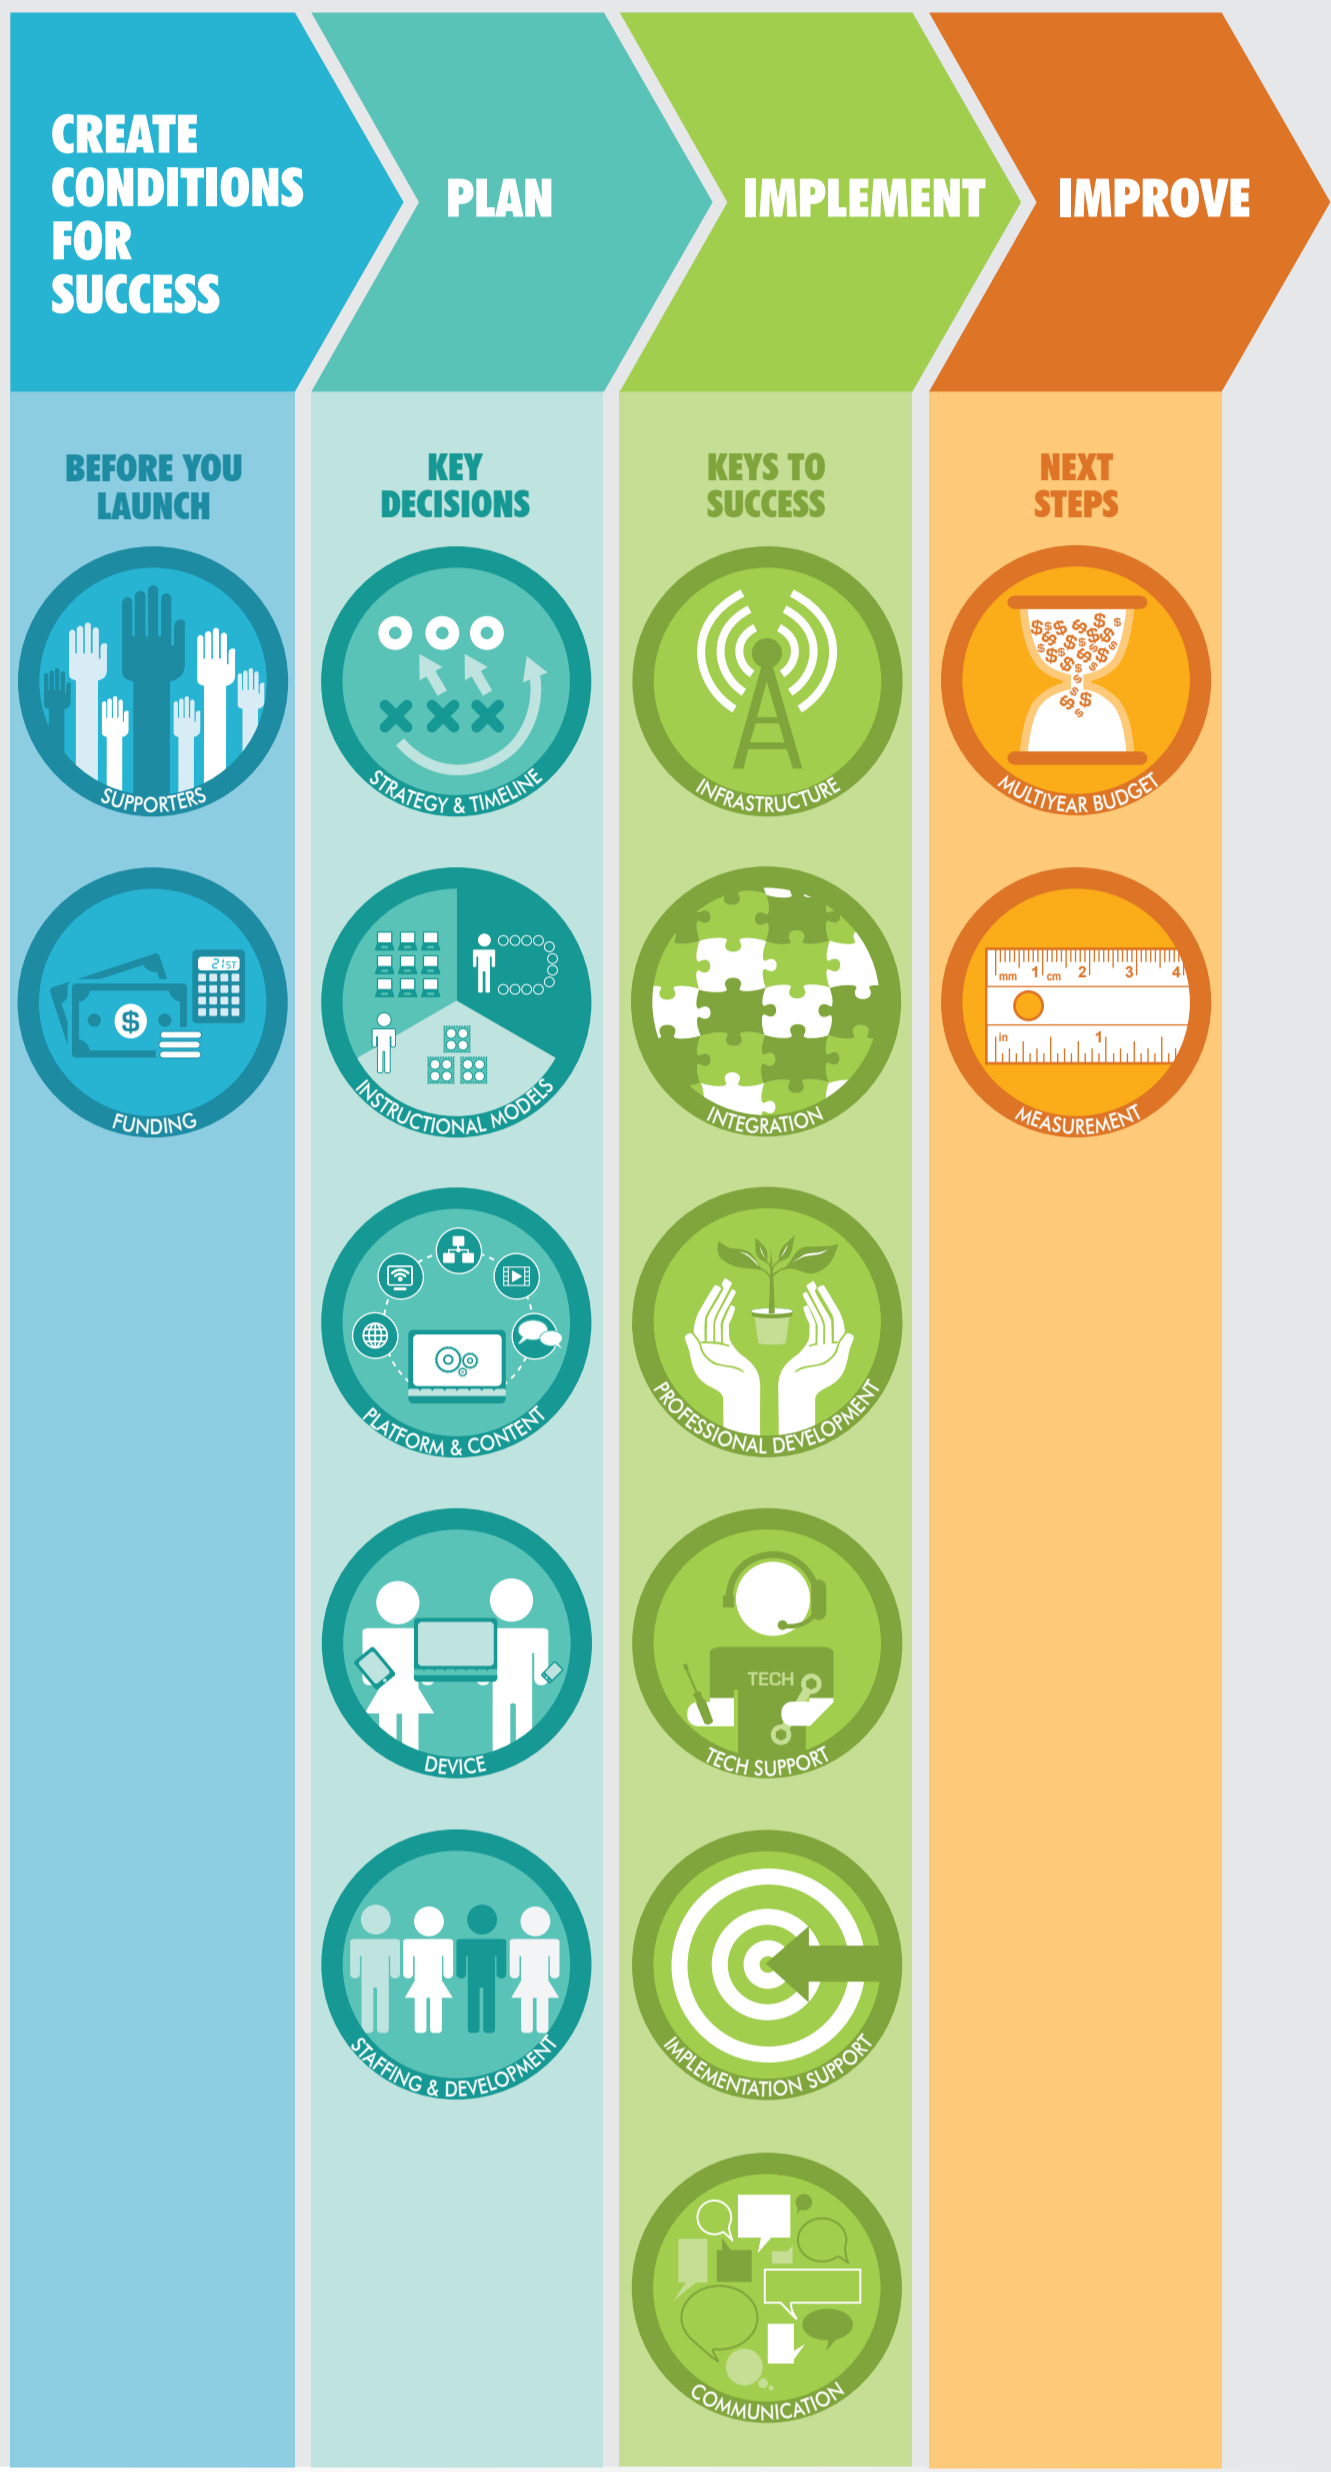 CREATE
CONDITIONS
FOR
SUCCESS
PLAN
IMPLEMENT
IMPROVE
BEFORE YOU
LAUNCH
SUPPORTERS
21ST
$
FUNDING
KEY
DECISIONS
STRATEGY & TIMELINE
INSTRUCTIONAL MODELS
PLATFORM & CONTENT
DEVICE
STAFFING & DEVELOPMENT
KEYS TO
SUCCESS
INFRASTRUCTURE
INTEGRATION
PROFESSIONAL DEVELOPMENT
TECH
TECH SUPPORT
IMPLEMENTATION SUPPORT
COMMUNICATION
NEXT
STEPS
MULTIYEAR BUDGET
mm 1 cm 2 3 4
in 1
MEASUREMENT